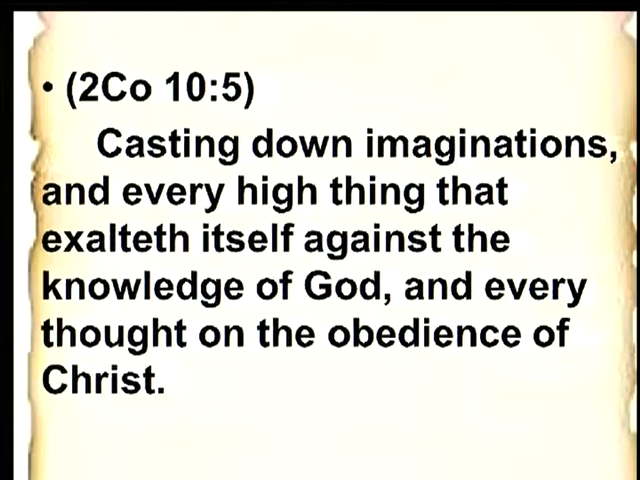 • (2Co 10:5)
Casting down imaginations,
and every high thing that
exalteth itself against the
knowledge of God, and every
thought on the obedience of
Christ.